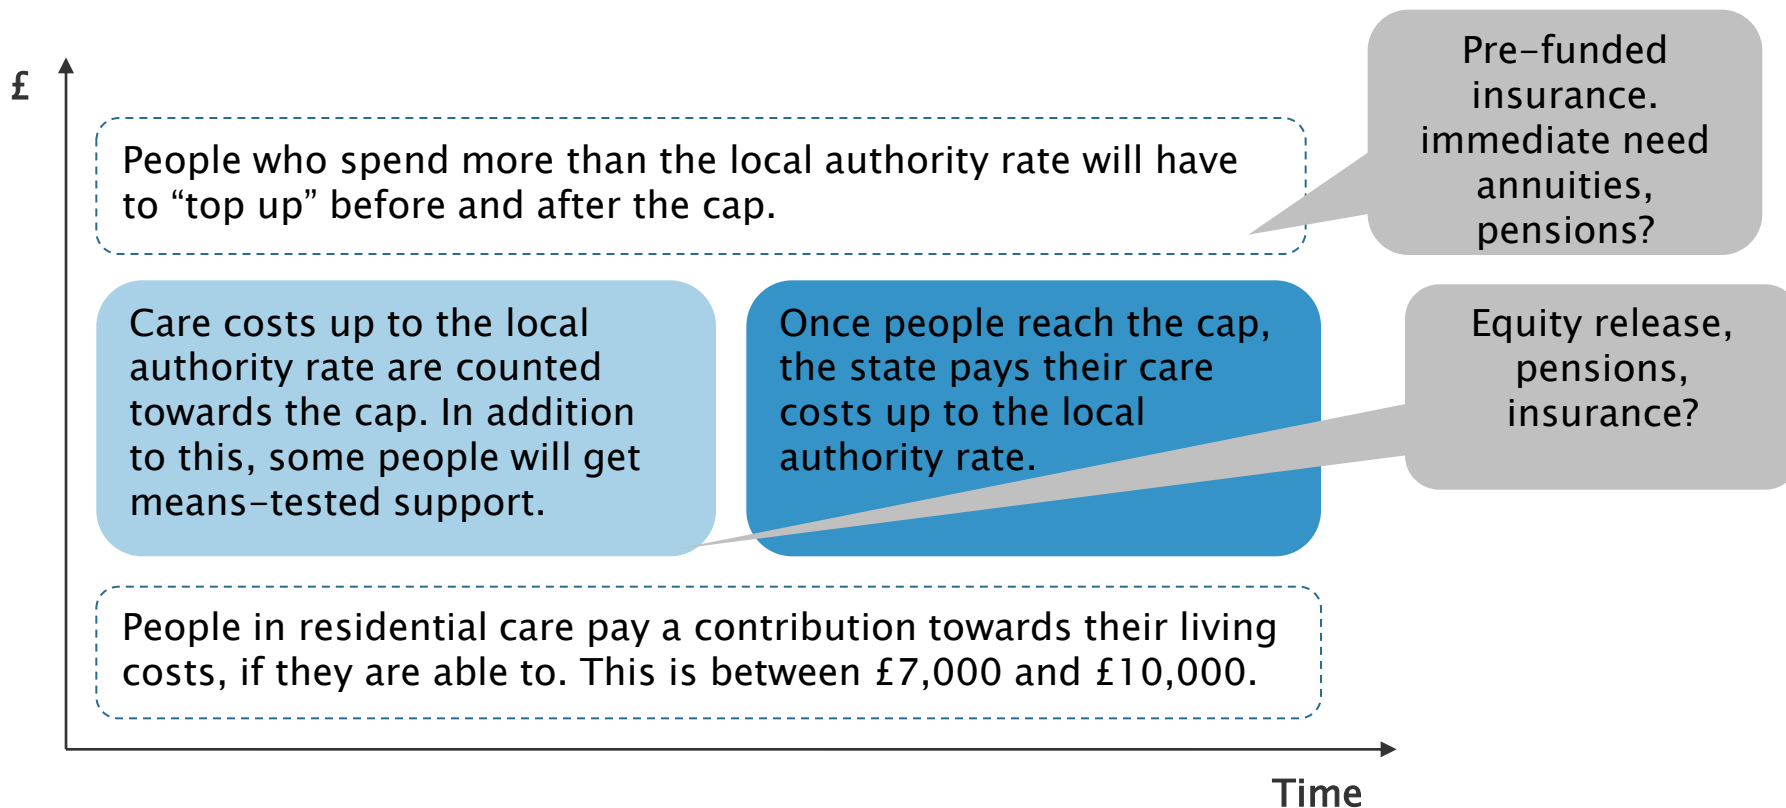 £
People who spend more than the local authority rate will have
to “top up” before and after the cap.
Pre-funded
insurance.
immediate need
annuities,
pensions?
Care costs up to the local
authority rate are counted
towards the cap. In addition
to this, some people will get
means-tested support.
Once people reach the cap,
the state pays their care
costs up to the local
authority rate.
Equity release,
pensions,
insurance?
People in residential care pay a contribution towards their living
costs, if they are able to. This is between £7,000 and £10,000.
Time